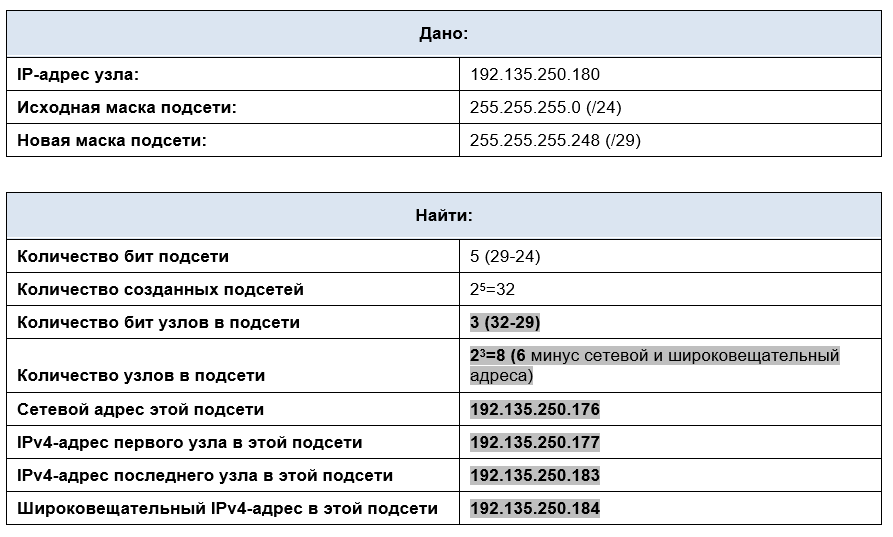 Дано:
IP-адрес узла: 192.135.250.180
Исходная маска подсети: 255.255.255.0 (/24)
Новая маска подсети: 255.255.255.248 (/29)
Найти:
Количество бит подсети 5 (29-24)
Количество созданных подсетей 2⁵=32
Количество бит узлов в подсети 3 (32-29)
Количество узлов в подсети 2³=8 (6 минус сетевой и широковещательный
адреса)
Сетевой адрес этой подсети 192.135.250.176
IPv4-адрес первого узла в этой подсети 192.135.250.177
IPv4-адрес последнего узла в этой подсети 192.135.250.183
Широковещательный IPv4-адрес в этой подсети 192.135.250.184